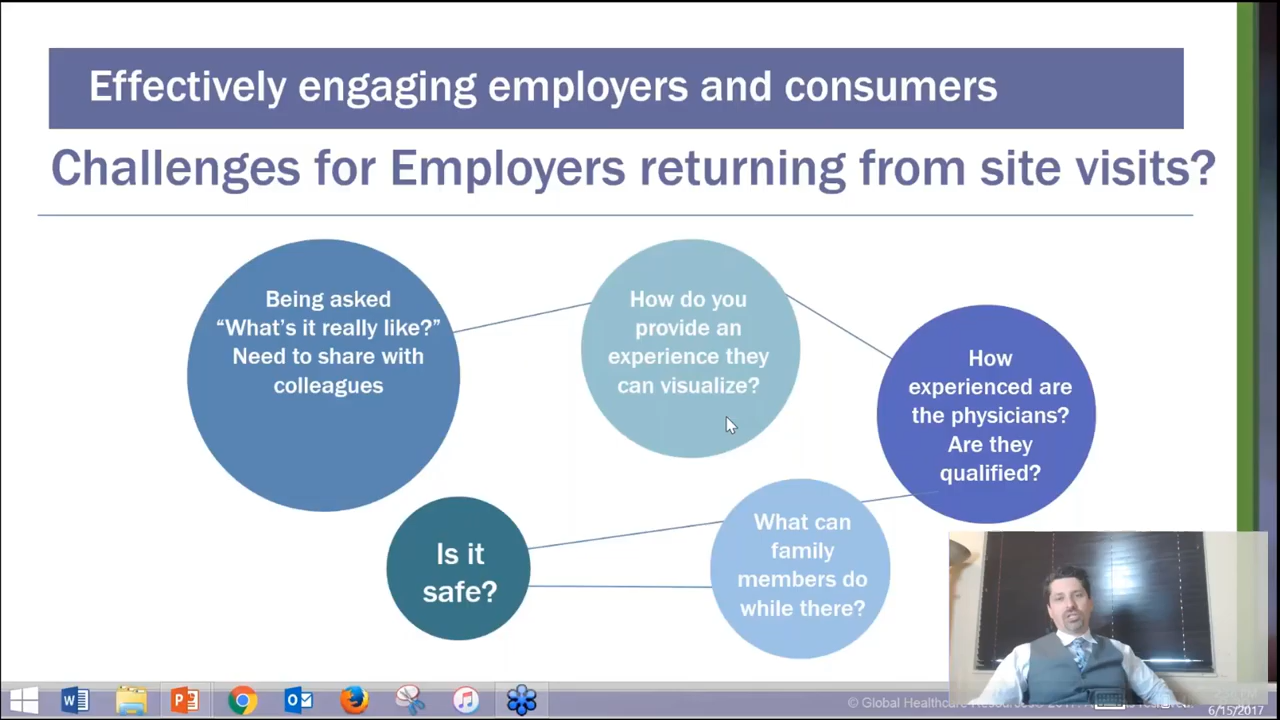 Effectively engaging employers and consumers
Challenges for Employers returning from site visits?
Being asked
“What’s it really like?”
Need to share with
colleagues
How do you
provide an
experience they
can visualize?
How
experienced are
the physicians?
Are they
qualified?
Is it
safe?
What can
family
members do
while there?
© Global Healthcare
6/15/2017